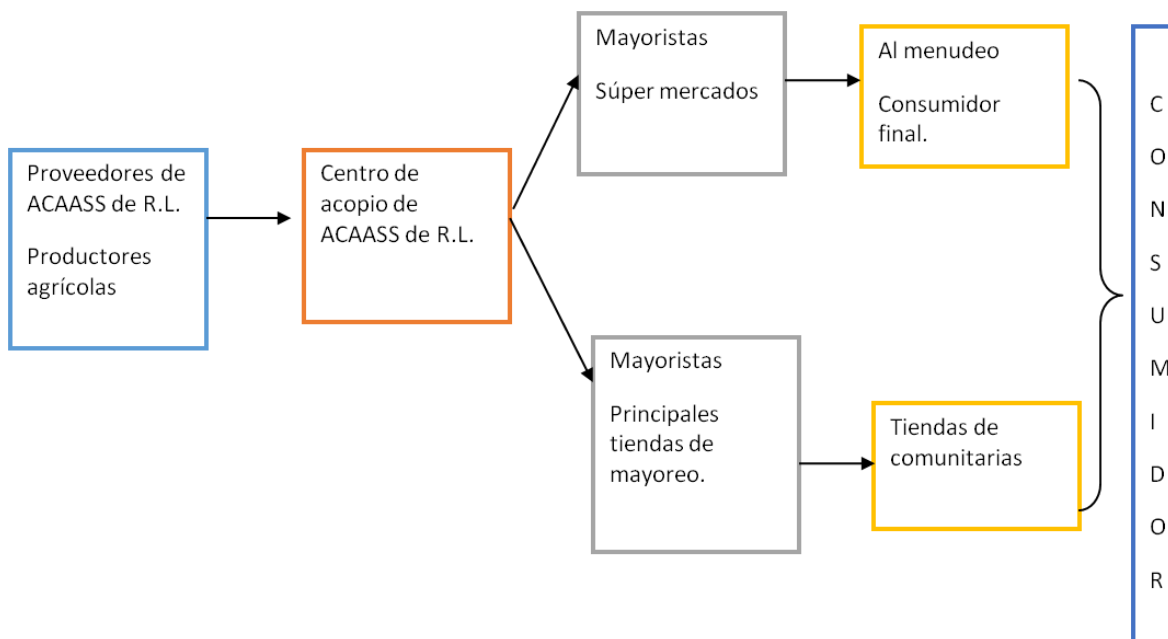 Proveedores de
ACAASS de R.L.
Productores
agrícolas
Centro de
acopio de
ACAASS de R.L.
Mayoristas
Súper mercados
Al menudeo
Consumidor
final.
Mayoristas
Principales
tiendas de
mayoreo.
Tiendas de
comunitarias
C
O
N
S
U
M
I
D
O
R